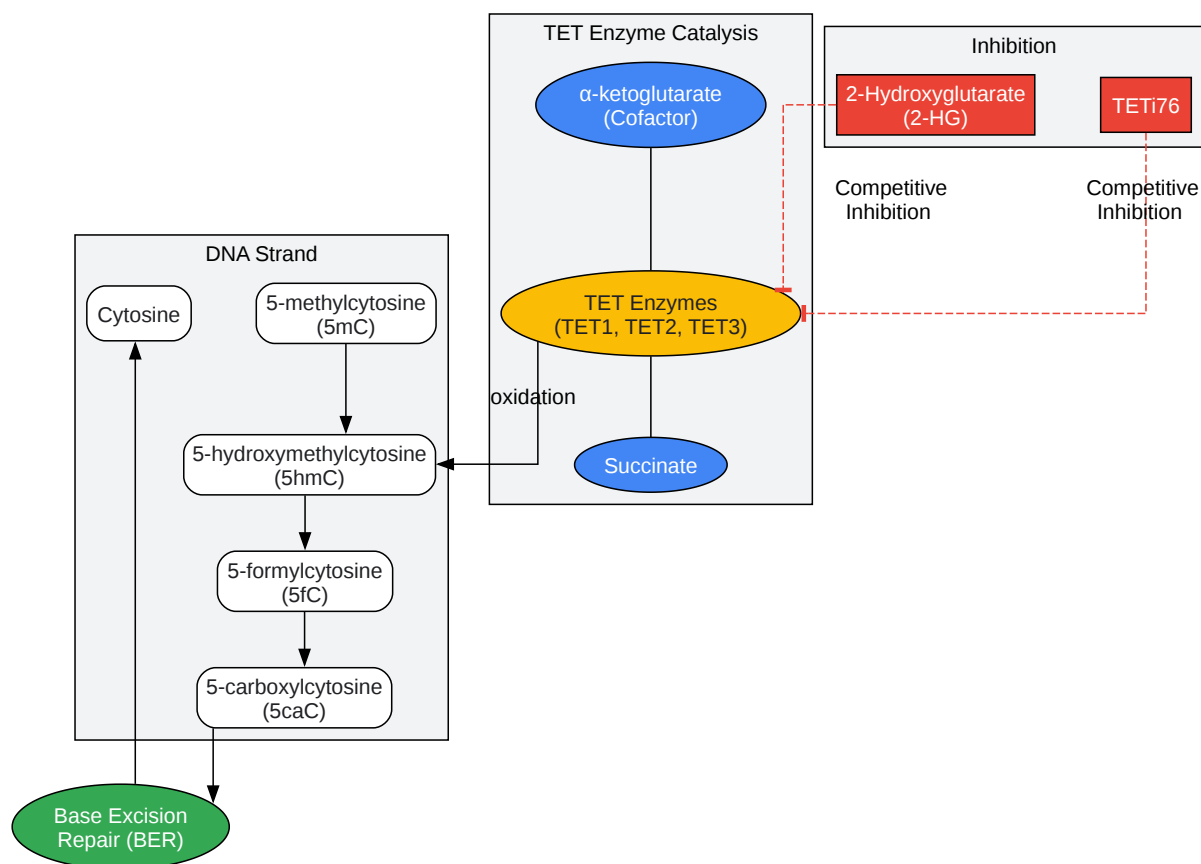 TET Enzyme Catalysis
α-ketoglutarate
(Cofactor)
Inhibition
2-Hydroxyglutarate
(2-HG)
TETi76
Competitive
Inhibition
Competitive
Inhibition
DNA Strand
Cytosine
5-methylcytosine
(5mC)
TET Enzymes
(TET1, TET2, TET3)
oxidation
5-hydroxymethylcytosine
(5hmC)
Succinate
5-formylcytosine
(5fC)
5-carboxylcytosine
(5caC)
Base Excision
Repair (BER)